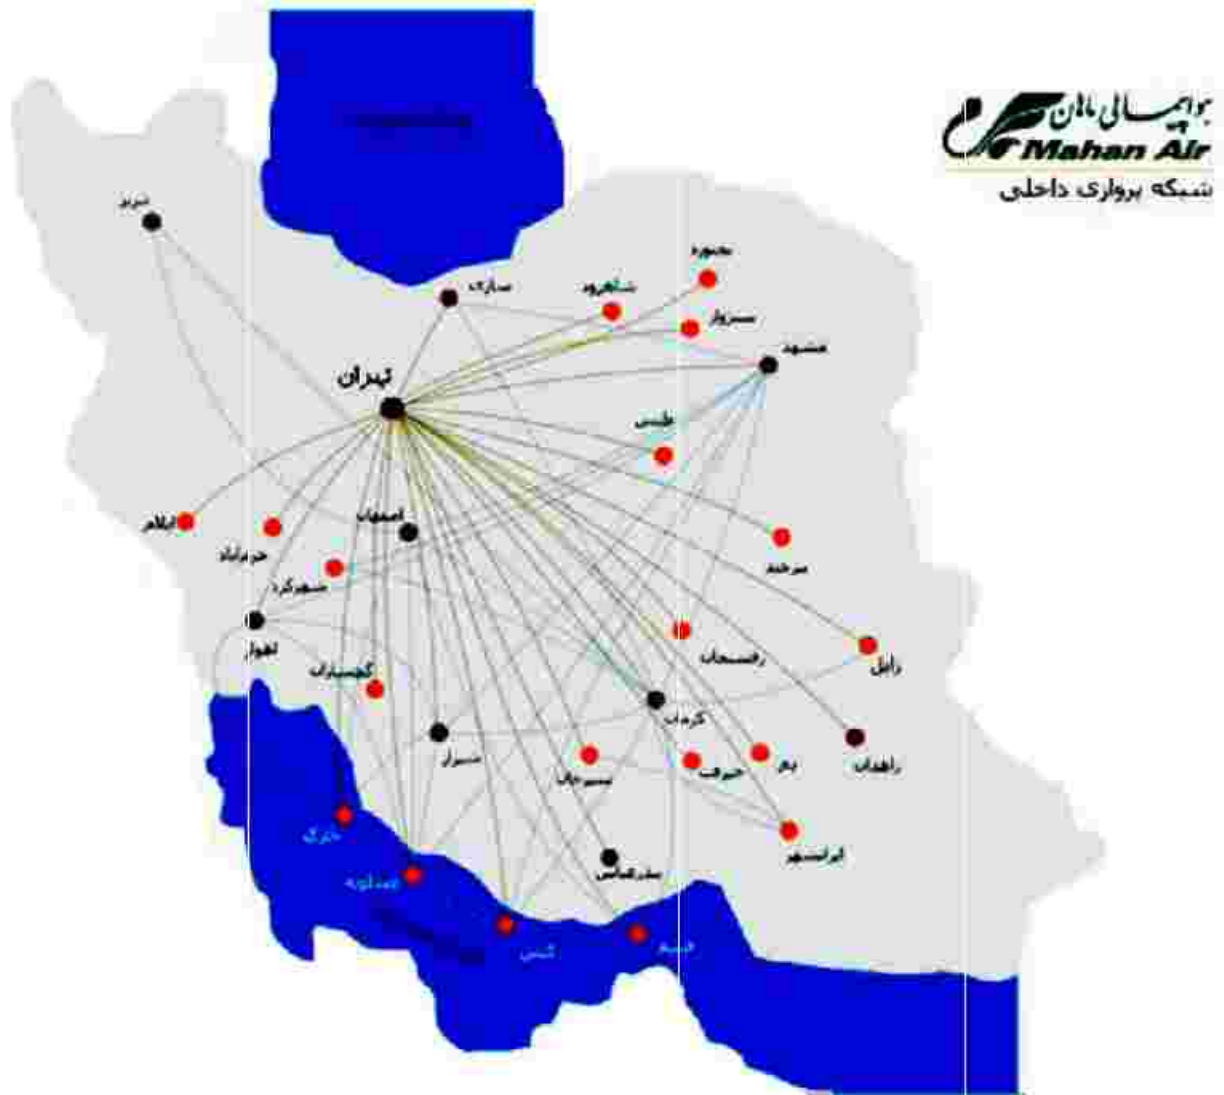 هواپیمایی ماهان
Mahan Air
شبکه پروازی داخلی
تبریز
ساری
شاهرود
بجنورد
سبزوار
مشهد
تهران
طبس
ایلام
خرم‌آباد
اصفهان
شهرکرد
اهواز
گچساران
بیرجند
رفسنجان
زابل
کرمان
شیراز
سیرجان
جیرفت
بم
زاهدان
ایرانشهر
بندرعباس
خارک
عسلویه
کیش
قشم